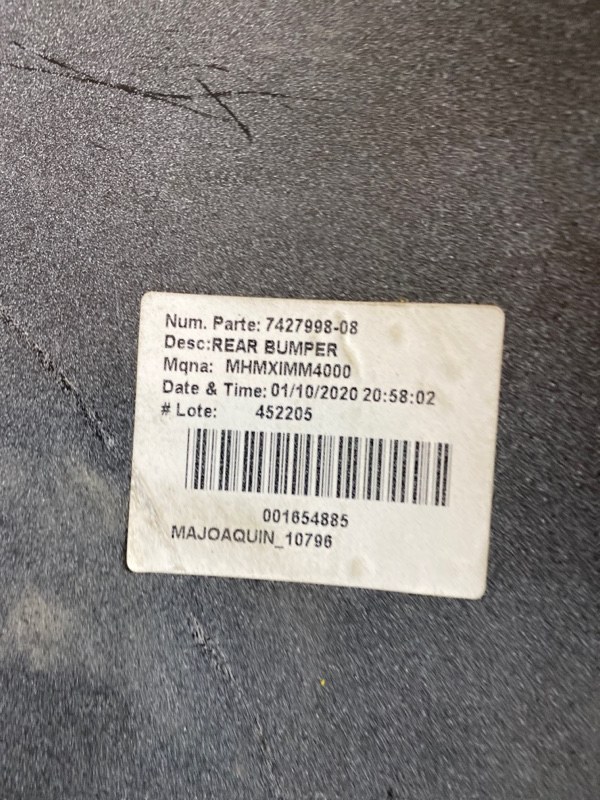 Num. Parte: 7427998-08
Desc:REAR BUMPER
Mqna: MHMXIMM4000
Date & Time: 01/10/2020 20:58:02
# Lote: 452205
001654885
MAJOAQUIN_10796